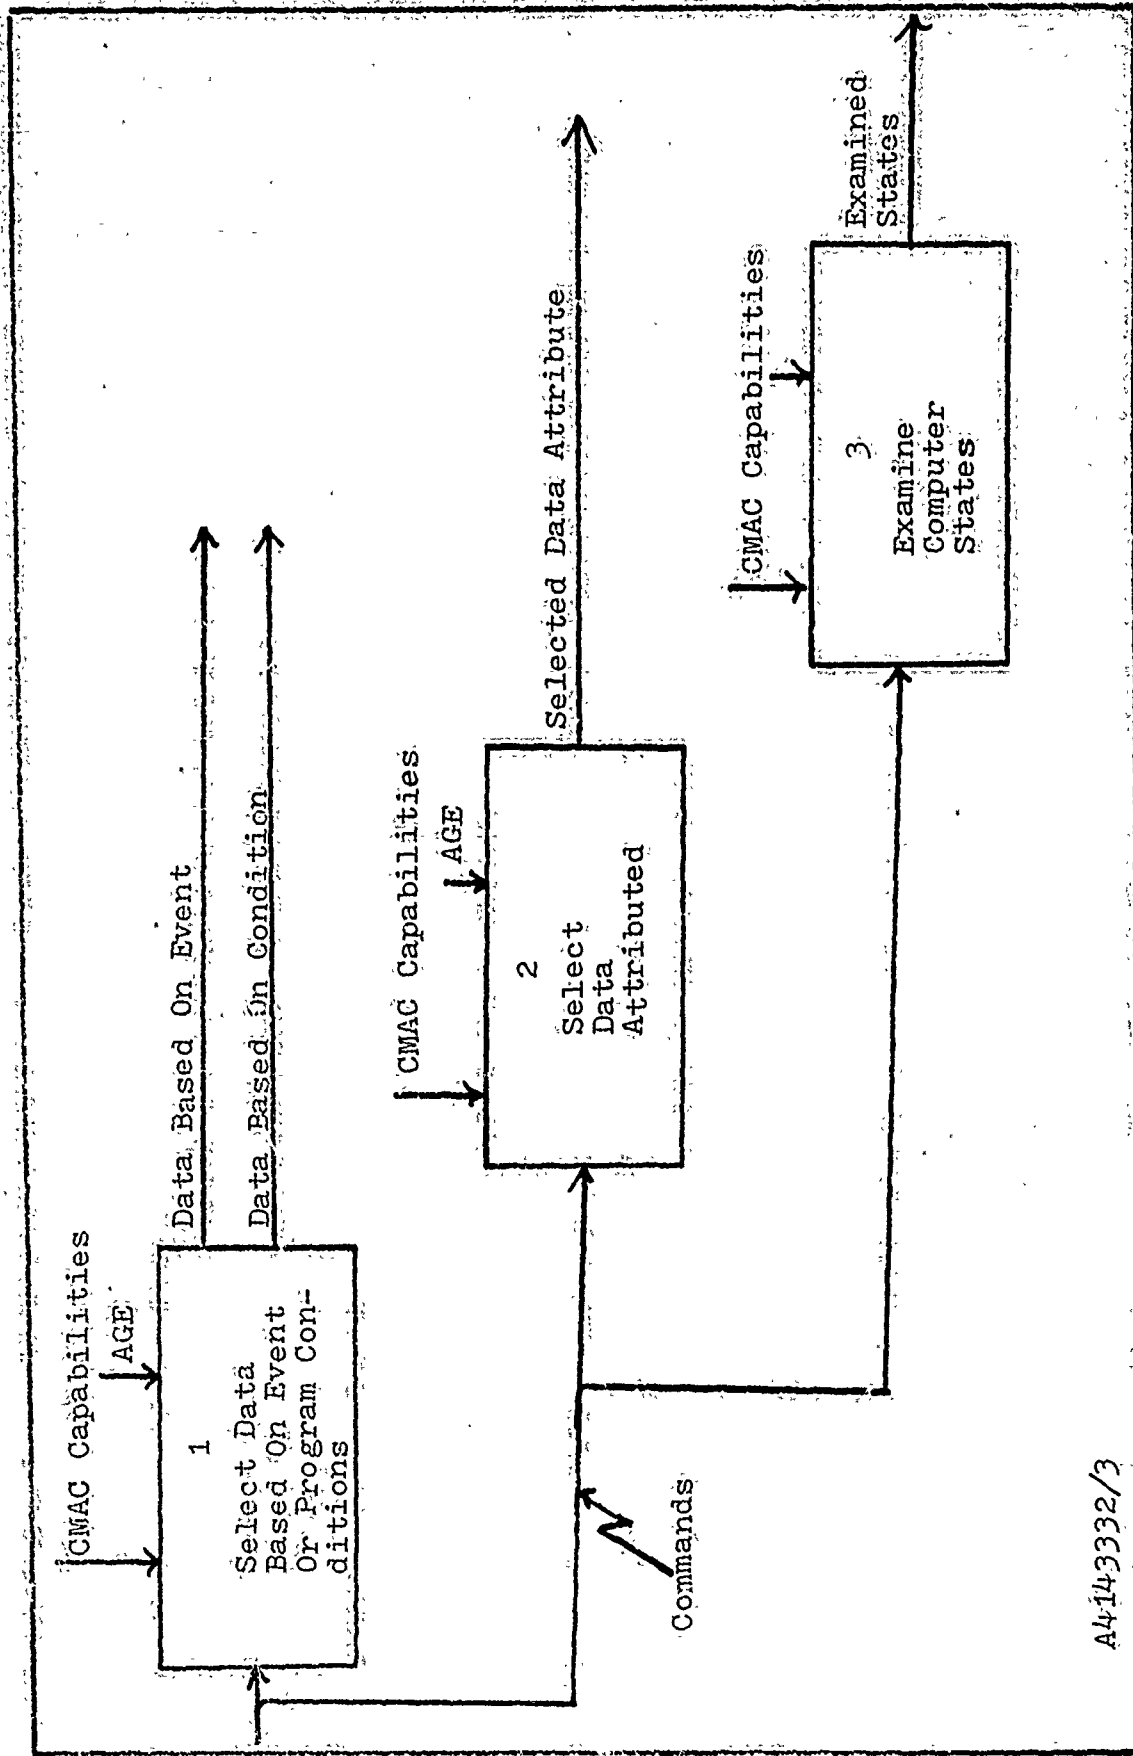 CMAC Capabilities
AGE
1
Select Data
Based On Event
Or Program Con-
ditions
Data Based On Event
Data Based On Condition
CMAC Capabilities
AGE
2
Select
Data
Attributed
Selected Data Attribute
CMAC Capabilities
3
Examine
Computer
States
Examined
States
Commands
A4143332/3